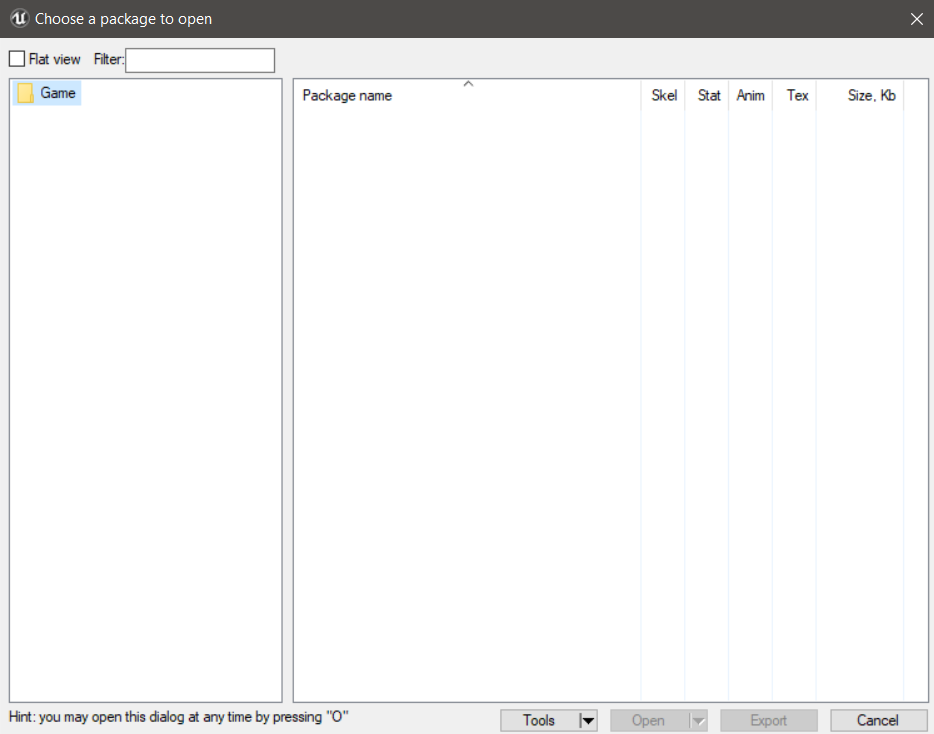 Choose a package to open
Flat view Filter:
Game
Package name Skel Stat Anim Tex Size, Kb
Hint: you may open this dialog at any time by pressing "O"
Tools Open Export Cancel